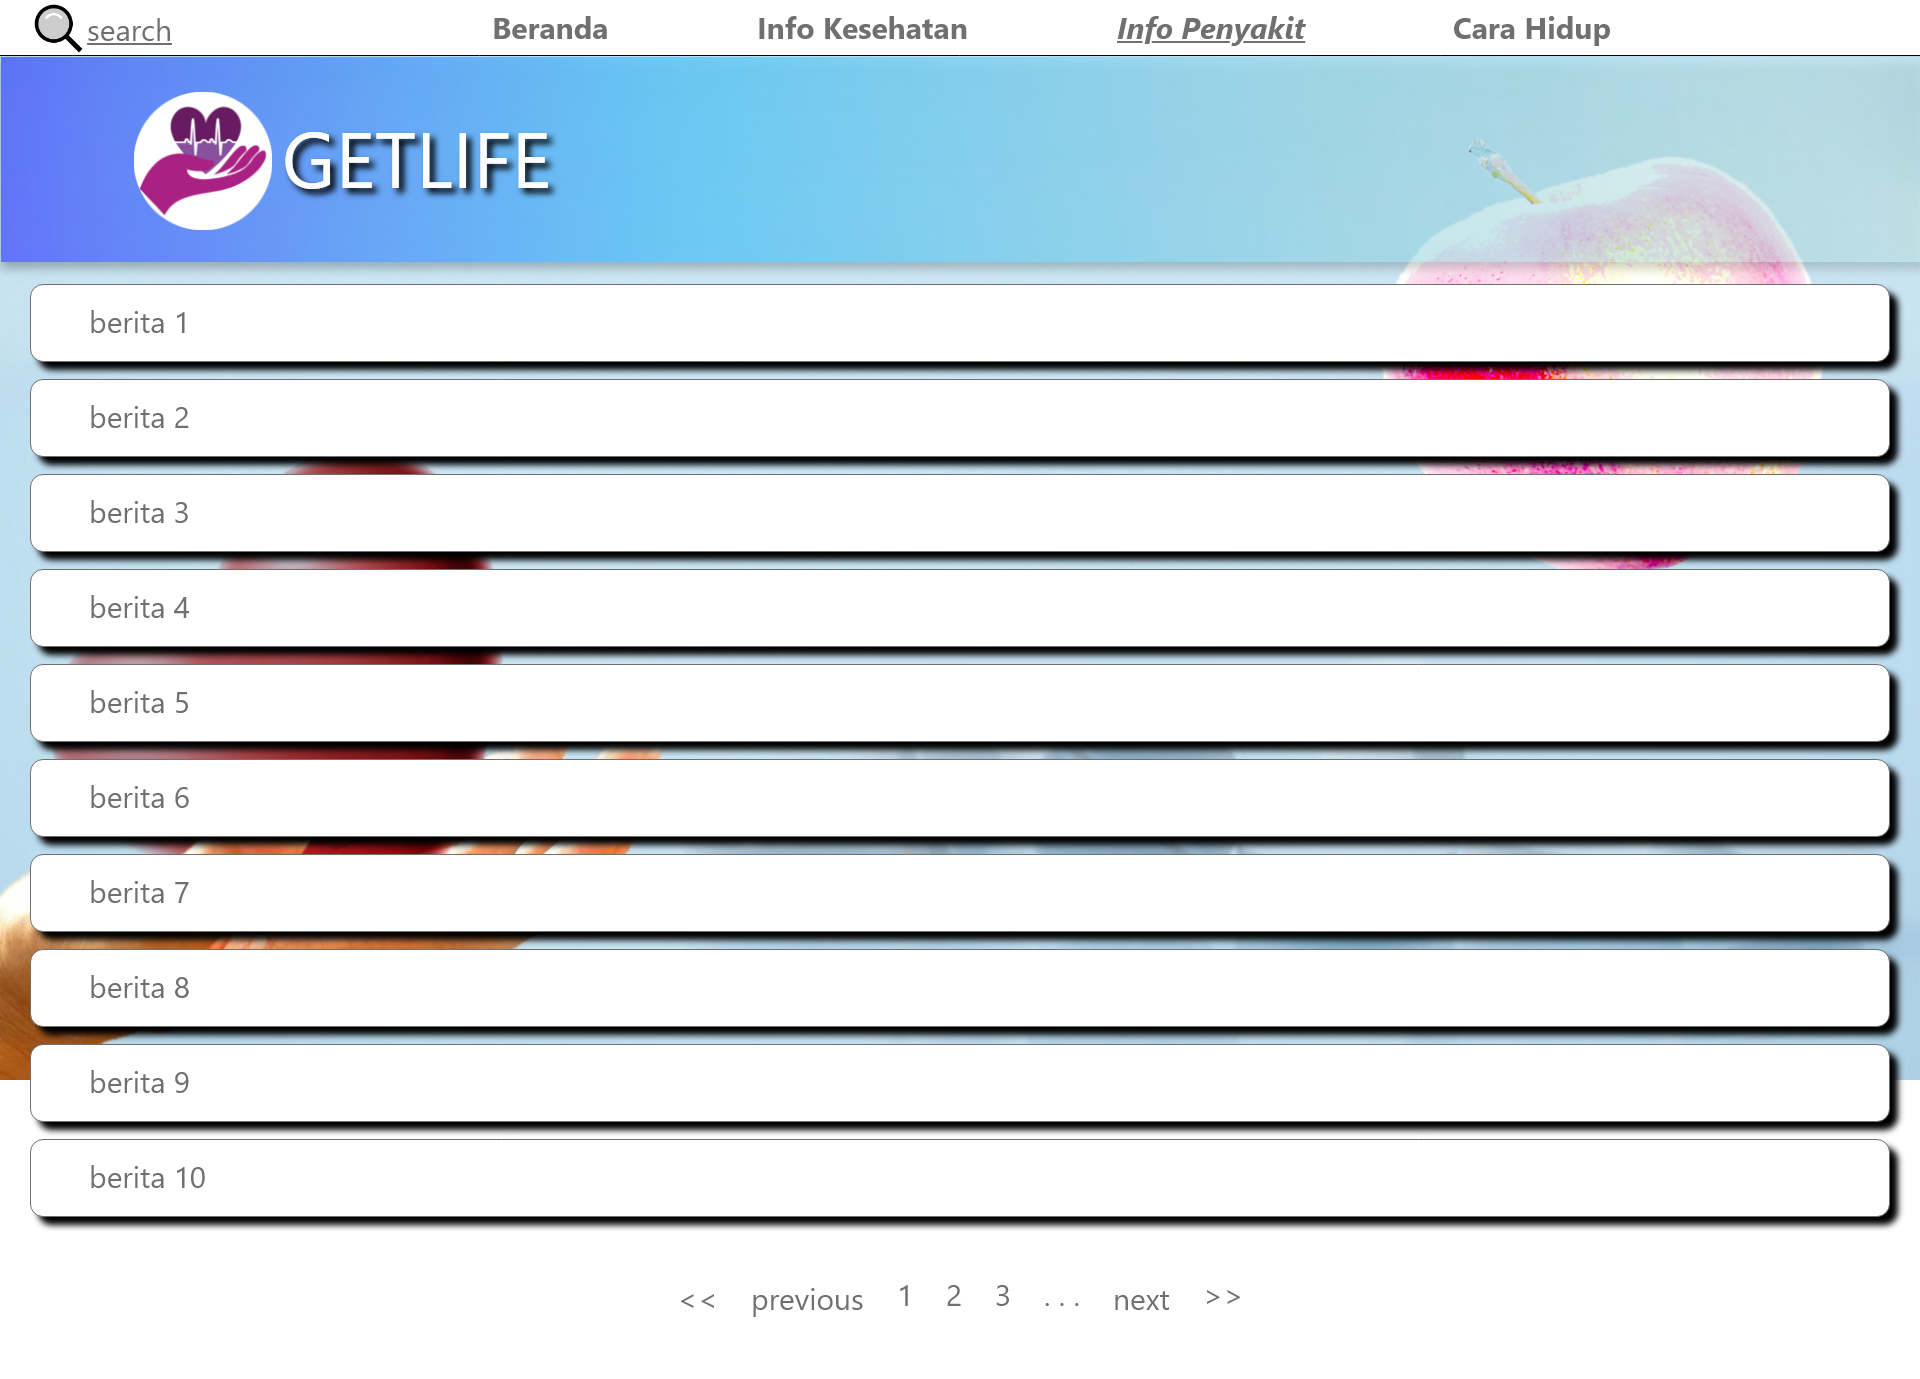 search Beranda Info Kesehatan Info Penyakit Cara Hidup
GETLIFE
berita 1
berita 2
berita 3
berita 4
berita 5
berita 6
berita 7
berita 8
berita 9
berita 10
<< previous 1 2 3 . . . next >>